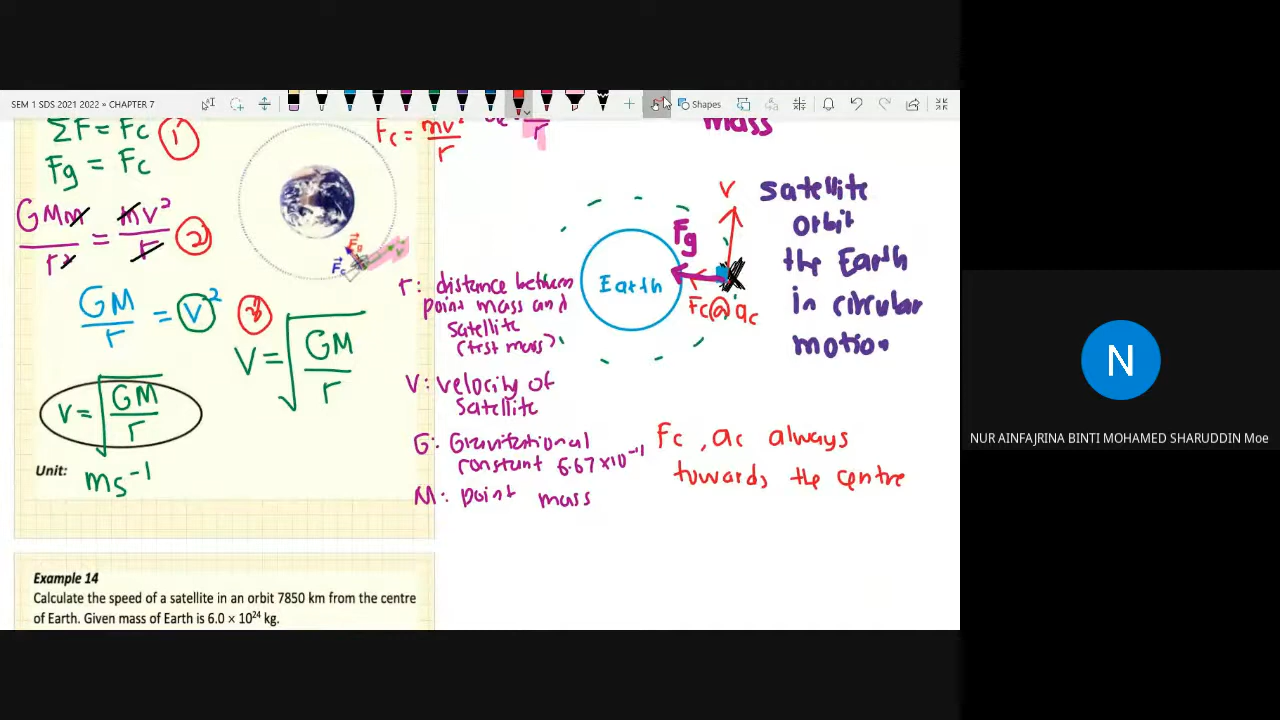 SEM 1 SDS 2021 2022 » CHAPTER 7
Shapes
ΣF = Fc ①
Fg = Fc
GMm/r² = mv²/r ②
GM/r = v² ③
V = √(GM/r)
v = √(GM/r)
Unit:
ms⁻¹
Fc = mv²/r
mass
Fg
Fc
v
r: distance between
point mass and
satellite
(test mass)
V: velocity of
satellite
G: Gravitational
constant 6.67×10⁻¹
M: point mass
Earth
Fg
v
Fc @ ac
satellite
orbit
the Earth
in circular
motion
Fc, ac always
towards the centre
Example 14
Calculate the speed of a satellite in an orbit 7850 km from the centre
of Earth. Given mass of Earth is 6.0 × 10²⁴ kg.
N
NUR AINFAJRINA BINTI MOHAMED SHARUDDIN Moe